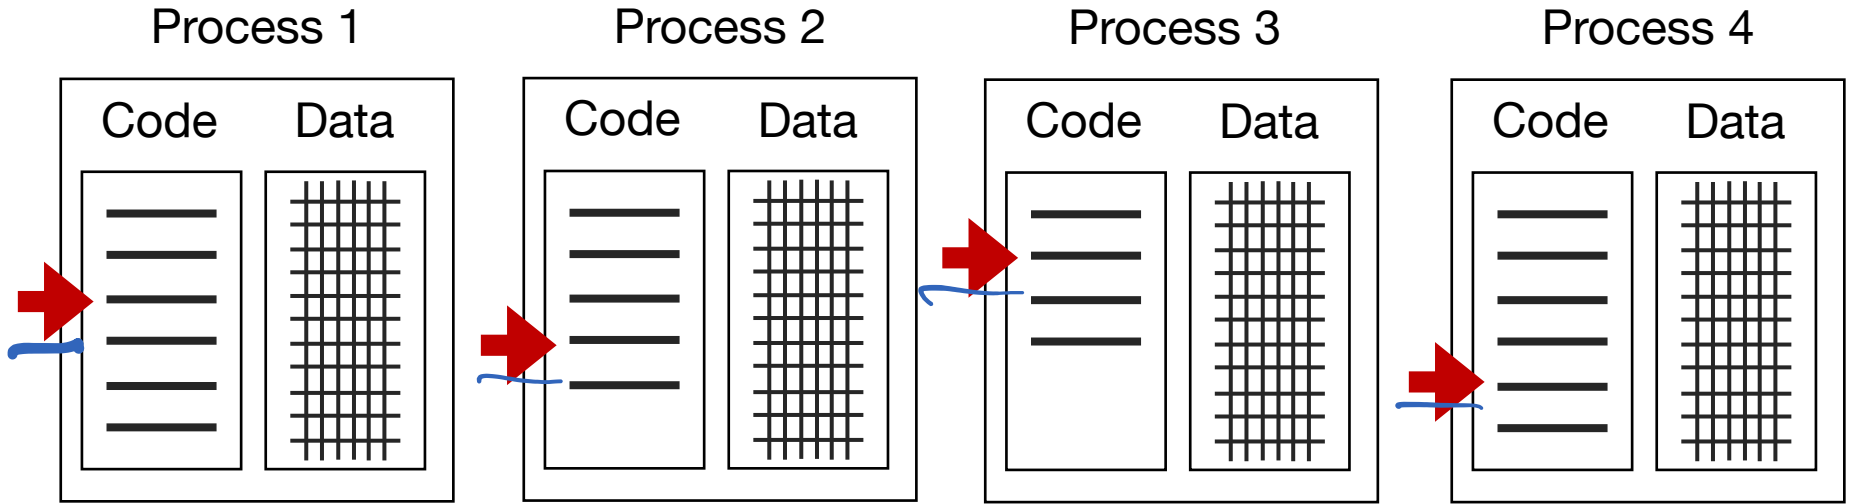 Process 1 Process 2 Process 3 Process 4
Code Data Code Data Code Data Code Data